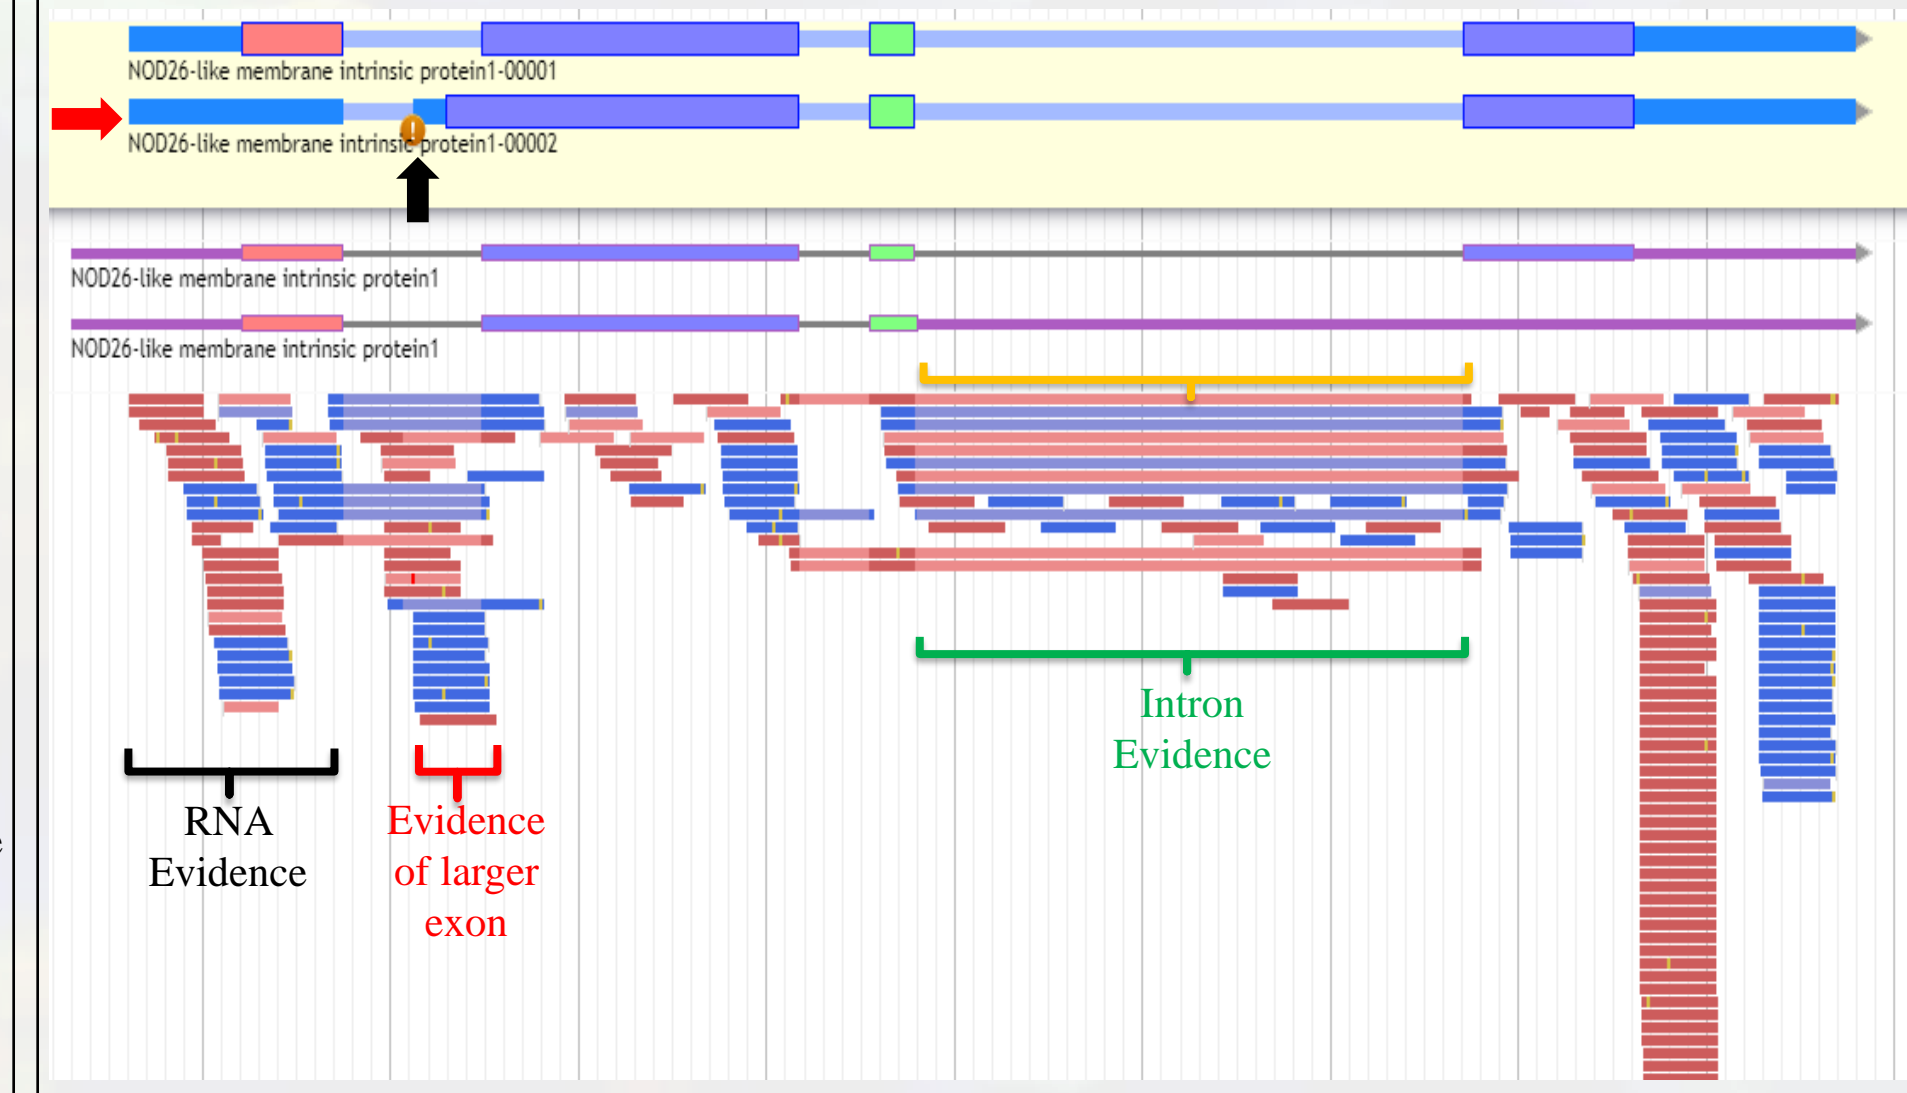 NOD26-like membrane intrinsic protein1-00001
NOD26-like membrane intrinsic protein1-00002
NOD26-like membrane intrinsic protein1
NOD26-like membrane intrinsic protein1
Intron
Evidence
RNA
Evidence
Evidence
of larger
exon